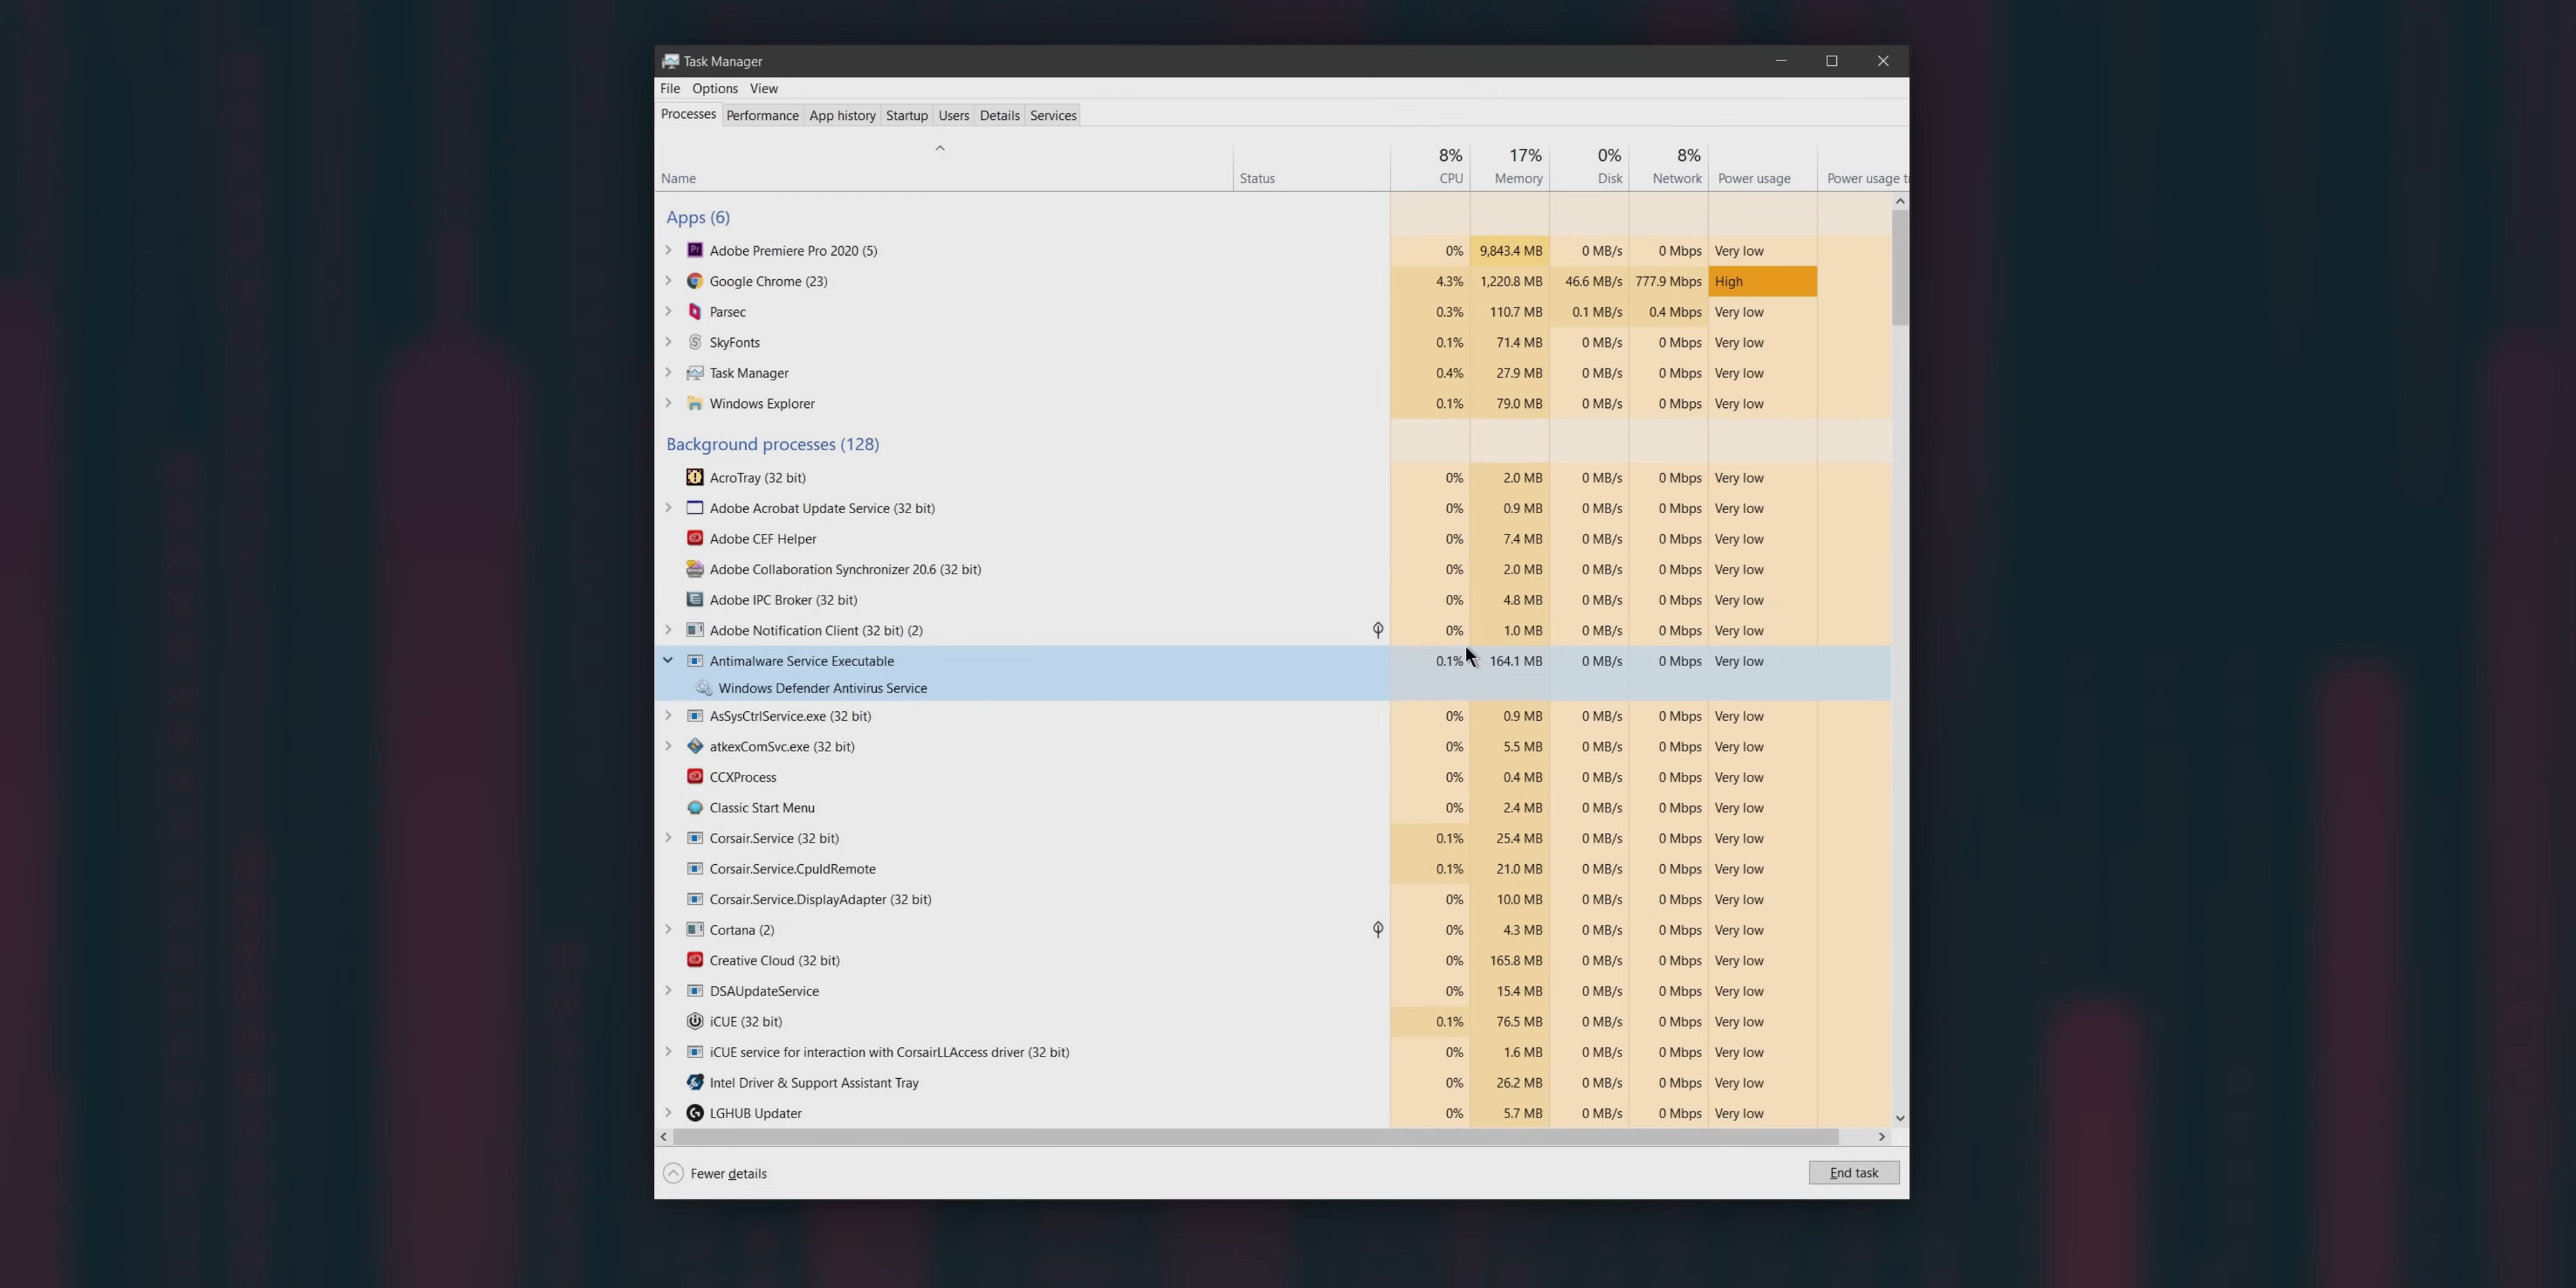 Task Manager
File Options View
Processes Performance App history Startup Users Details Services
8% 17% 0% 8%
Name Status CPU Memory Disk Network Power usage Power usage t
Apps (6)
Adobe Premiere Pro 2020 (5) 0% 9,843.4 MB 0 MB/s 0 Mbps Very low
Google Chrome (23) 4.3% 1,220.8 MB 46.6 MB/s 777.9 Mbps High
Parsec 0.3% 110.7 MB 0.1 MB/s 0.4 Mbps Very low
SkyFonts 0.1% 71.4 MB 0 MB/s 0 Mbps Very low
Task Manager 0.4% 27.9 MB 0 MB/s 0 Mbps Very low
Windows Explorer 0.1% 79.0 MB 0 MB/s 0 Mbps Very low
Background processes (128)
AcroTray (32 bit) 0% 2.0 MB 0 MB/s 0 Mbps Very low
Adobe Acrobat Update Service (32 bit) 0% 0.9 MB 0 MB/s 0 Mbps Very low
Adobe CEF Helper 0% 7.4 MB 0 MB/s 0 Mbps Very low
Adobe Collaboration Synchronizer 20.6 (32 bit) 0% 2.0 MB 0 MB/s 0 Mbps Very low
Adobe IPC Broker (32 bit) 0% 4.8 MB 0 MB/s 0 Mbps Very low
Adobe Notification Client (32 bit) (2) 0% 1.0 MB 0 MB/s 0 Mbps Very low
Antimalware Service Executable 0.1% 164.1 MB 0 MB/s 0 Mbps Very low
Windows Defender Antivirus Service
AsSysCtrlService.exe (32 bit) 0% 0.9 MB 0 MB/s 0 Mbps Very low
atkexComSvc.exe (32 bit) 0% 5.5 MB 0 MB/s 0 Mbps Very low
CCXProcess 0% 0.4 MB 0 MB/s 0 Mbps Very low
Classic Start Menu 0% 2.4 MB 0 MB/s 0 Mbps Very low
Corsair.Service (32 bit) 0.1% 25.4 MB 0 MB/s 0 Mbps Very low
Corsair.Service.CpuIdRemote 0.1% 21.0 MB 0 MB/s 0 Mbps Very low
Corsair.Service.DisplayAdapter (32 bit) 0% 10.0 MB 0 MB/s 0 Mbps Very low
Cortana (2) 0% 4.3 MB 0 MB/s 0 Mbps Very low
Creative Cloud (32 bit) 0% 165.8 MB 0 MB/s 0 Mbps Very low
DSAUpdateService 0% 15.4 MB 0 MB/s 0 Mbps Very low
iCUE (32 bit) 0.1% 76.5 MB 0 MB/s 0 Mbps Very low
iCUE service for interaction with CorsairLLAccess driver (32 bit) 0% 1.6 MB 0 MB/s 0 Mbps Very low
Intel Driver & Support Assistant Tray 0% 26.2 MB 0 MB/s 0 Mbps Very low
LGHUB Updater 0% 5.7 MB 0 MB/s 0 Mbps Very low
Fewer details End task